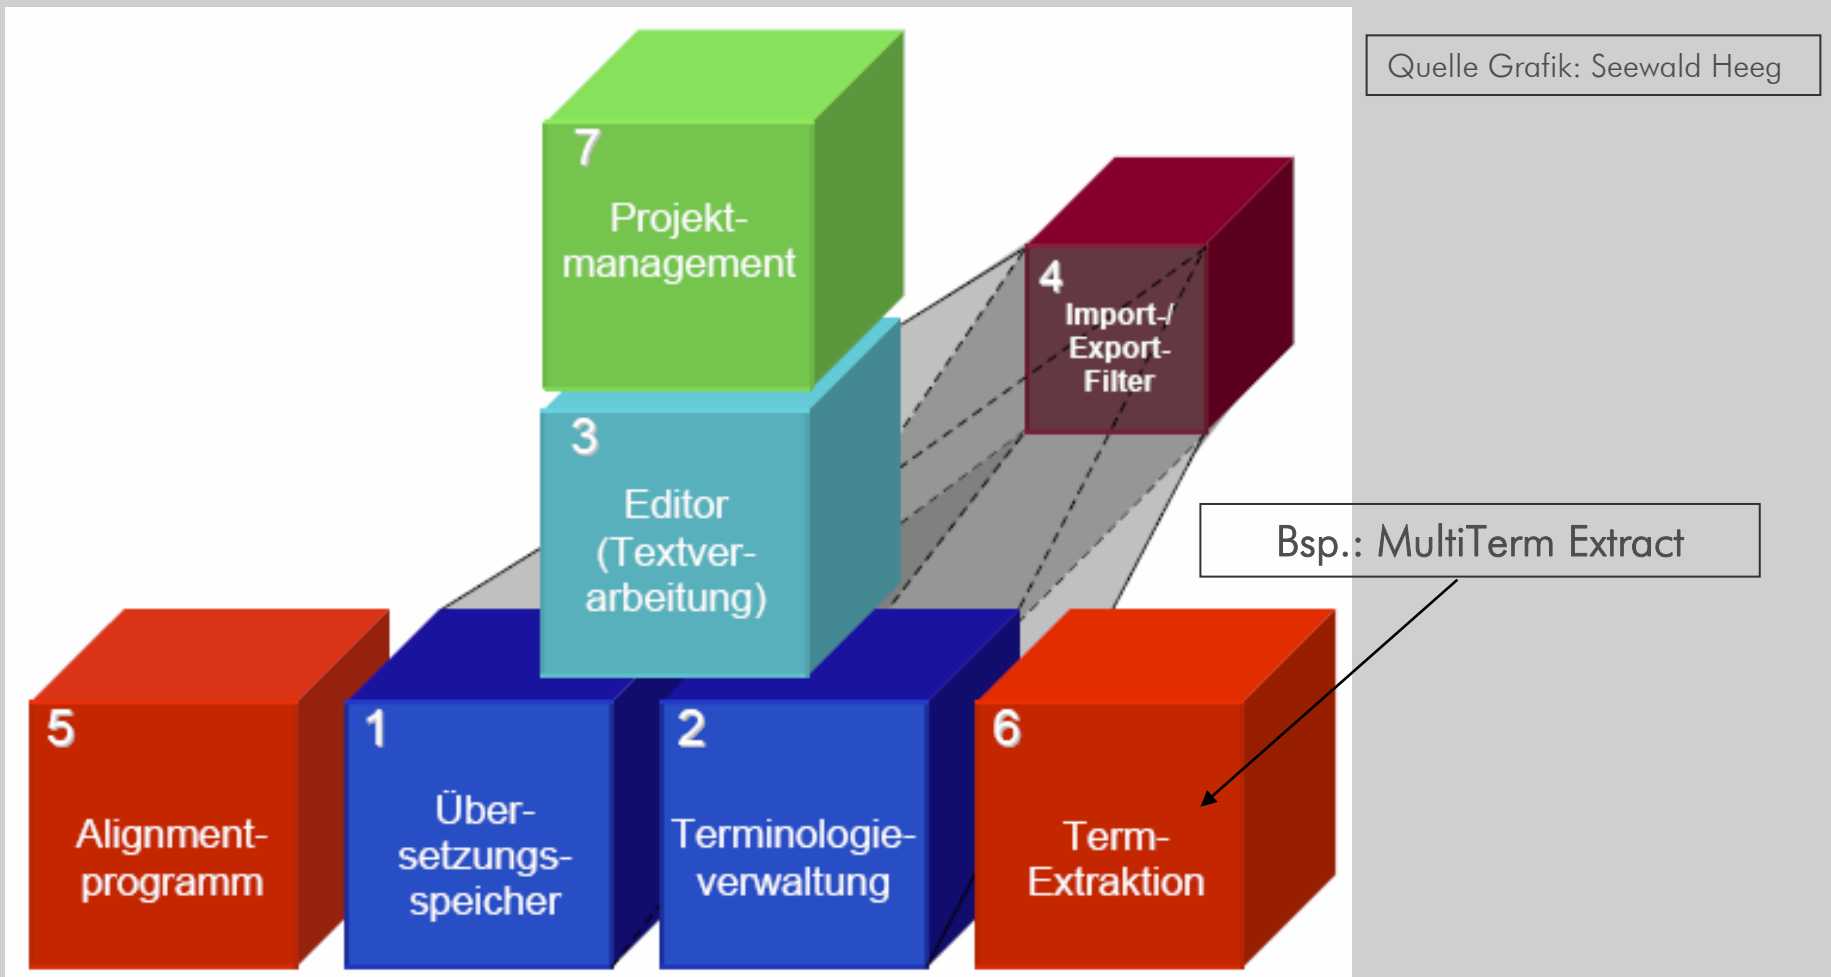 Quelle Grafik: Seewald Heeg
7
Projekt-
management
4
Import-/
Export-
Filter
3
Editor
(Textver-
arbeitung)
Bsp.: MultiTerm Extract
5
Alignment-
programm
1
Über-
setzungs-
speicher
2
Terminologie-
verwaltung
6
Term-
Extraktion